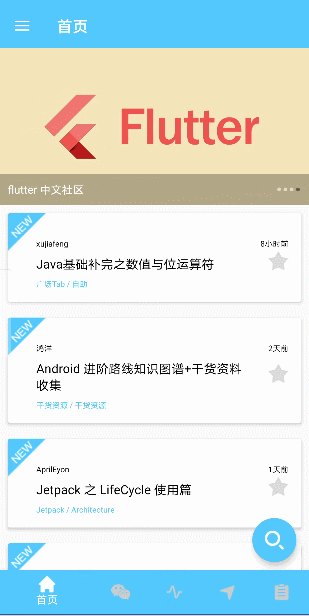 首页
Flutter
flutter 中文社区
NEW
xujiafeng
8小时前
Java基础补完之数值与位运算符
广场Tab / 自助
NEW
鸿洋
2天前
Android 进阶路线知识图谱+干货资料
收集
干货资源 / 干货资源
NEW
AprilEyon
1天前
Jetpack 之 LifeCycle 使用篇
Jetpack / Architecture
NEW
首页